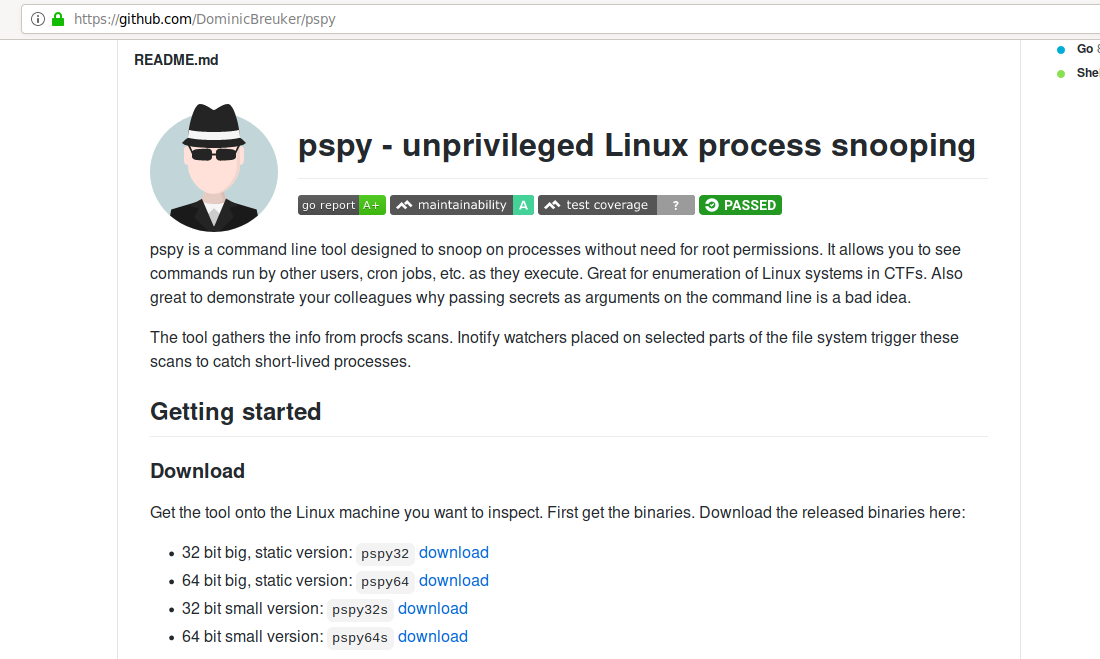 https://github.com/DominicBreuker/pspy
Go 8
README.md
She
pspy - unprivileged Linux process snooping
go report A+ maintainability A test coverage ? PASSED
pspy is a command line tool designed to snoop on processes without need for root permissions. It allows you to see
commands run by other users, cron jobs, etc. as they execute. Great for enumeration of Linux systems in CTFs. Also
great to demonstrate your colleagues why passing secrets as arguments on the command line is a bad idea.
The tool gathers the info from procfs scans. Inotify watchers placed on selected parts of the file system trigger these
scans to catch short-lived processes.
Getting started
Download
Get the tool onto the Linux machine you want to inspect. First get the binaries. Download the released binaries here:
• 32 bit big, static version: pspy32 download
• 64 bit big, static version: pspy64 download
• 32 bit small version: pspy32s download
• 64 bit small version: pspy64s download